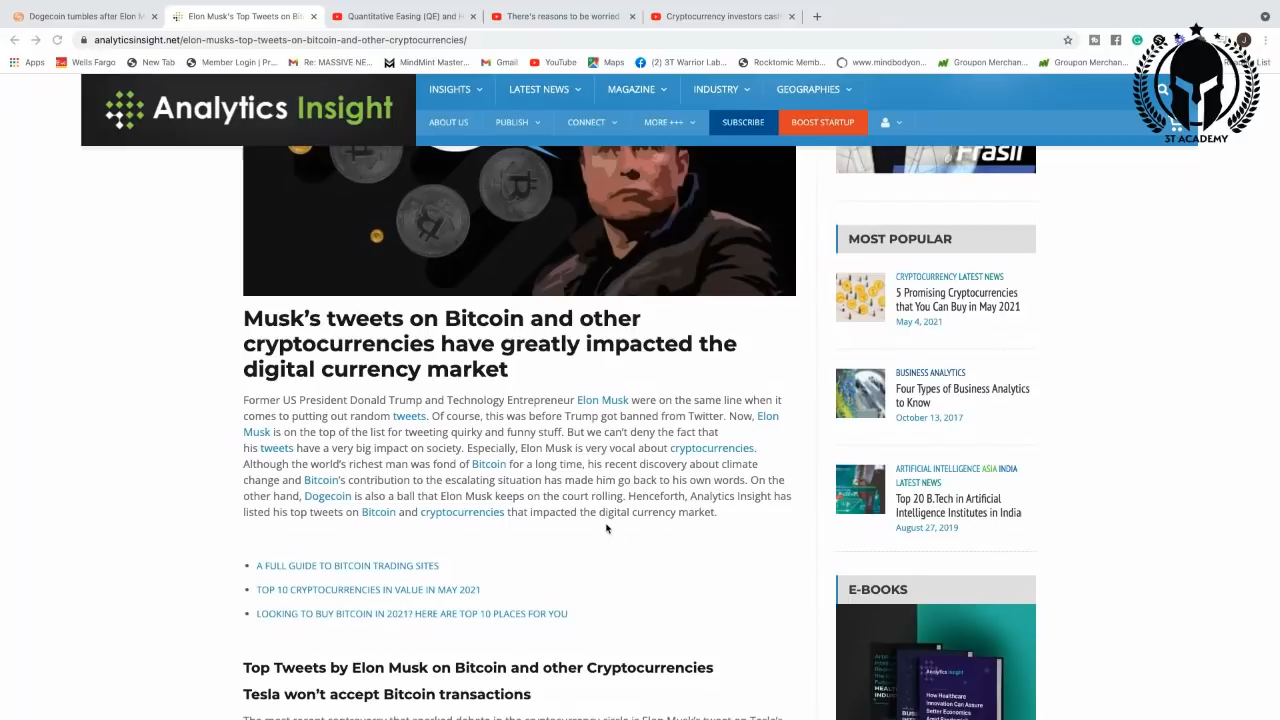 Dogecoin tumbles after Elon M
Elon Musk's Top Tweets on Bit
Quantitative Easing (QE) and H
There's reasons to be worried
Cryptocurrency investors cash
analyticsinsight.net/elon-musks-top-tweets-on-bitcoin-and-other-cryptocurrencies/
Apps
Wells Fargo
New Tab
Member Login | Pr...
Re: MASSIVE NE...
MindMint Master...
Gmail
YouTube
Maps
(2) 3T Warrior Lab...
Rocktomic Memb...
www.mindbodyon...
Groupon Merchan...
Groupon Merchan...
List
3T ACADEMY
Analytics Insight
INSIGHTS
LATEST NEWS
MAGAZINE
INDUSTRY
GEOGRAPHIES
ABOUT US
PUBLISH
CONNECT
MORE +++
SUBSCRIBE
BOOST STARTUP
Musk's tweets on Bitcoin and other
cryptocurrencies have greatly impacted the
digital currency market
Former US President Donald Trump and Technology Entrepreneur Elon Musk were on the same line when it
comes to putting out random tweets. Of course, this was before Trump got banned from Twitter. Now, Elon
Musk is on the top of the list for tweeting quirky and funny stuff. But we can't deny the fact that
his tweets have a very big impact on society. Especially, Elon Musk is very vocal about cryptocurrencies.
Although the world's richest man was fond of Bitcoin for a long time, his recent discovery about climate
change and Bitcoin's contribution to the escalating situation has made him go back to his own words. On the
other hand, Dogecoin is also a ball that Elon Musk keeps on the court rolling. Henceforth, Analytics Insight has
listed his top tweets on Bitcoin and cryptocurrencies that impacted the digital currency market.
A FULL GUIDE TO BITCOIN TRADING SITES
TOP 10 CRYPTOCURRENCIES IN VALUE IN MAY 2021
LOOKING TO BUY BITCOIN IN 2021? HERE ARE TOP 10 PLACES FOR YOU
Top Tweets by Elon Musk on Bitcoin and other Cryptocurrencies
Tesla won't accept Bitcoin transactions
Brasil
MOST POPULAR
CRYPTOCURRENCY LATEST NEWS
5 Promising Cryptocurrencies
that You Can Buy in May 2021
May 4, 2021
BUSINESS ANALYTICS
Four Types of Business Analytics
to Know
October 13, 2017
ARTIFICIAL INTELLIGENCE ASIA INDIA
LATEST NEWS
Top 20 B.Tech in Artificial
Intelligence Institutes in India
August 27, 2019
E-BOOKS
Analytics Insight
How Healthcare
Innovation Can Assure
Better Economics